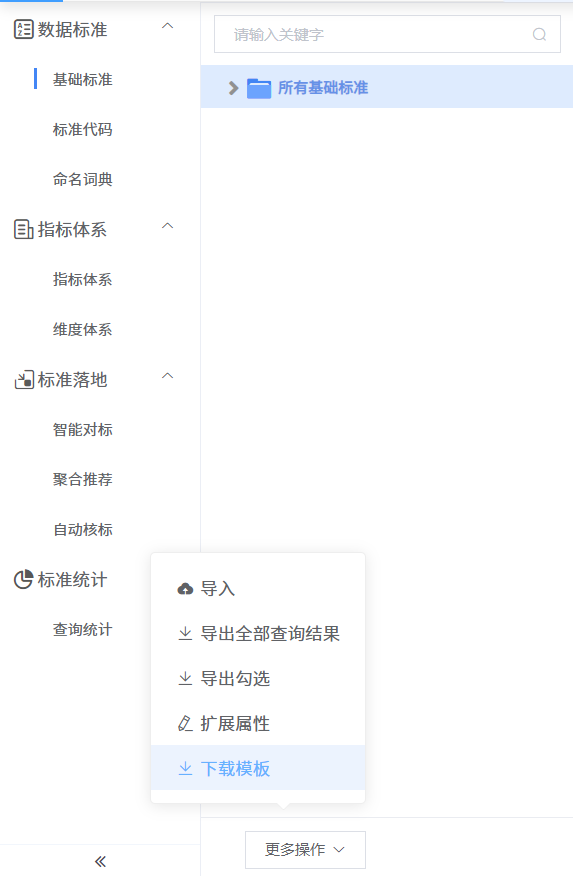 数据标准
基础标准
标准代码
命名词典
指标体系
指标体系
维度体系
标准落地
智能对标
聚合推荐
自动核标
标准统计
查询统计
请输入关键字
所有基础标准
导入
导出全部查询结果
导出勾选
扩展属性
下载模板
更多操作